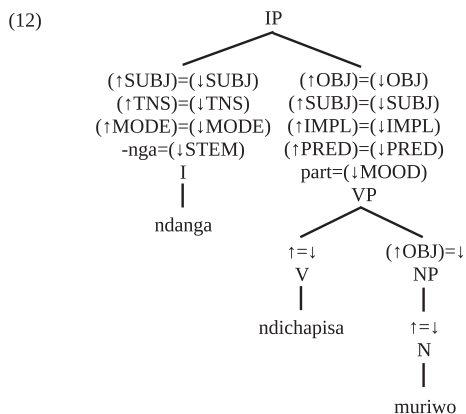 (12) IP
(↑SUBJ)=(↓SUBJ) (↑OBJ)=(↓OBJ)
(↑TNS)=(↓TNS) (↑SUBJ)=(↓SUBJ)
(↑MODE)=(↓MODE) (↑IMPL)=(↓IMPL)
-nga=(↓STEM) (↑PRED)=(↓PRED)
I part=(↓MOOD)
VP
ndanga
↑=↓ (↑OBJ)=↓
V NP
ndichapisa ↑=↓
N
muriwo